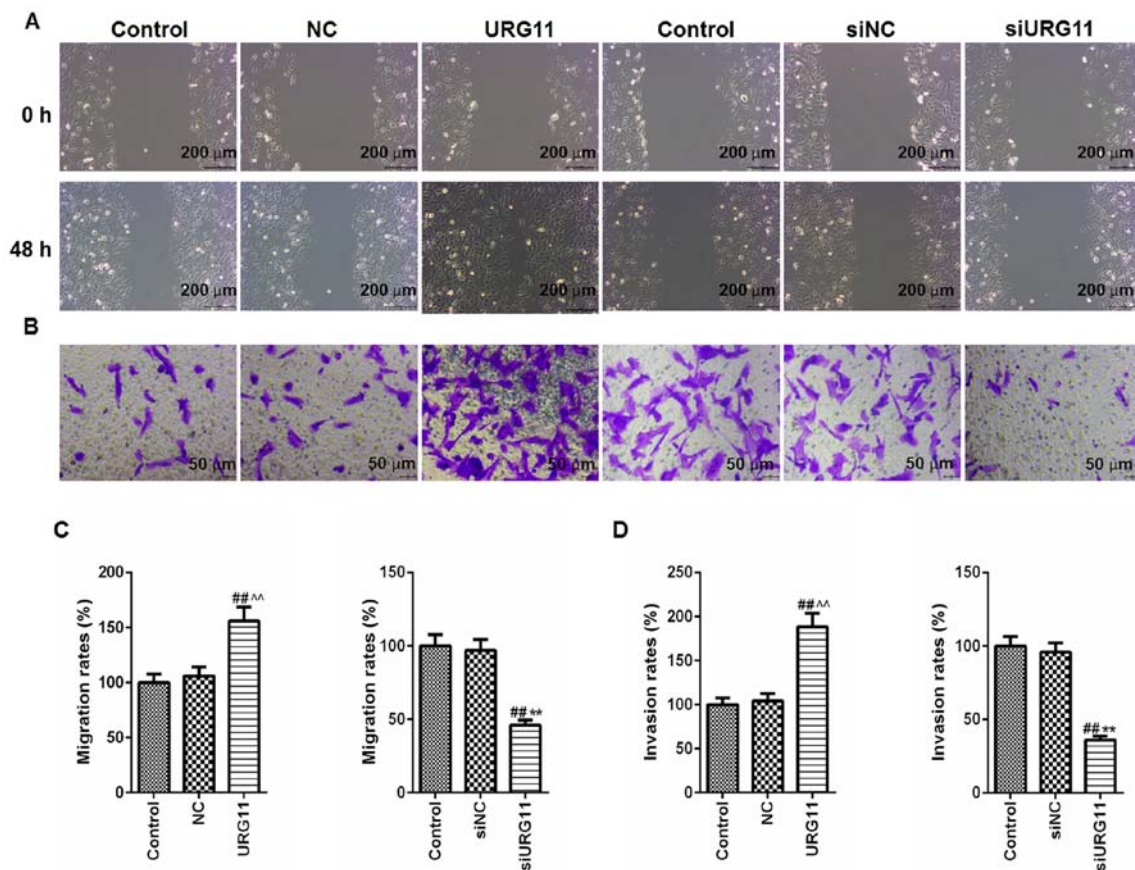 A
Control NC URG11 Control siNC siURG11
0 h
200 μm 200 μm 200 μm 200 μm 200 μm 200 μm
48 h
200 μm 200 μm 200 μm 200 μm 200 μm 200 μm
B
50 μm 50 μm 50 μm 50 μm 50 μm 50 μm
C
Migration rates (%)
200
150
100
50
0
##^^
Control
NC
URG11
Migration rates (%)
150
100
50
0
##**
Control
siNC
siURG11
D
Invasion rates (%)
250
200
150
100
50
0
##^^
Control
NC
URG11
Invasion rates (%)
150
100
50
0
##**
Control
siNC
siURG11